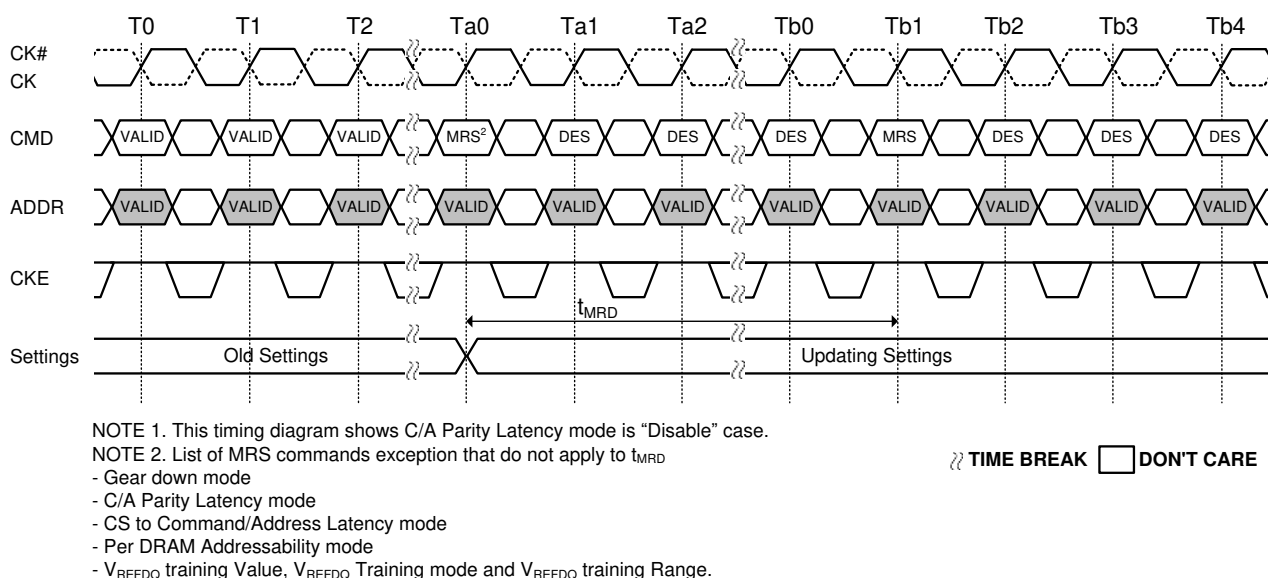 T0 T1 T2 Ta0 Ta1 Ta2 Tb0 Tb1 Tb2 Tb3 Tb4
CK#
CK
CMD VALID VALID VALID MRS² DES DES DES MRS DES DES DES
ADDR VALID VALID VALID VALID VALID VALID VALID VALID VALID VALID VALID
CKE
tMRD
Settings Old Settings Updating Settings
NOTE 1. This timing diagram shows C/A Parity Latency mode is “Disable” case.
NOTE 2. List of MRS commands exception that do not apply to tMRD
- Gear down mode
- C/A Parity Latency mode
- CS to Command/Address Latency mode
- Per DRAM Addressability mode
- VREFDQ training Value, VREFDQ Training mode and VREFDQ training Range.
TIME BREAK DON'T CARE